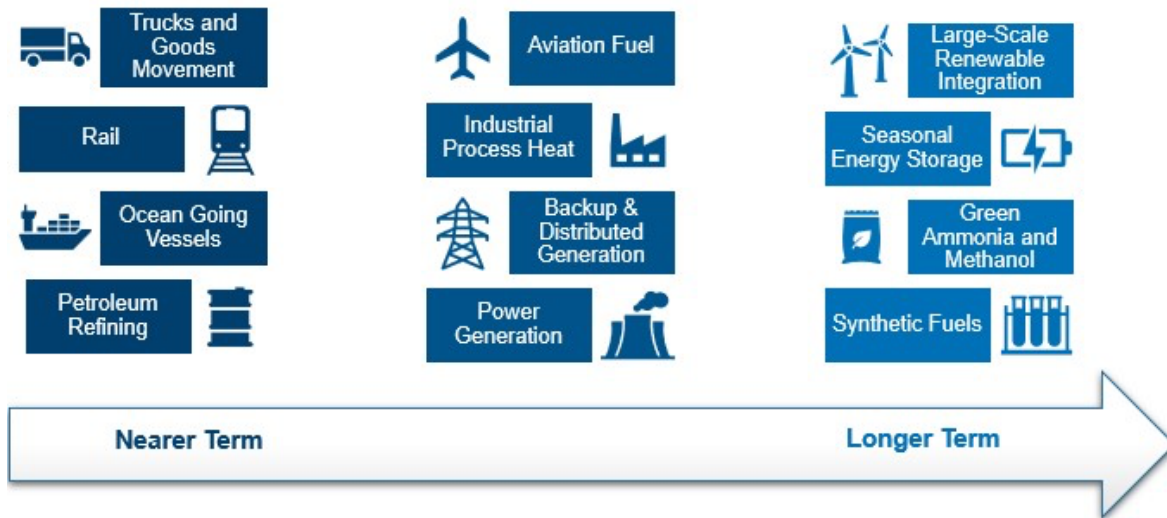 Trucks and
Goods
Movement
Rail
Ocean Going
Vessels
Petroleum
Refining
Aviation Fuel
Industrial
Process Heat
Backup &
Distributed
Generation
Power
Generation
Large-Scale
Renewable
Integration
Seasonal
Energy Storage
Green
Ammonia and
Methanol
Synthetic Fuels
Nearer Term
Longer Term